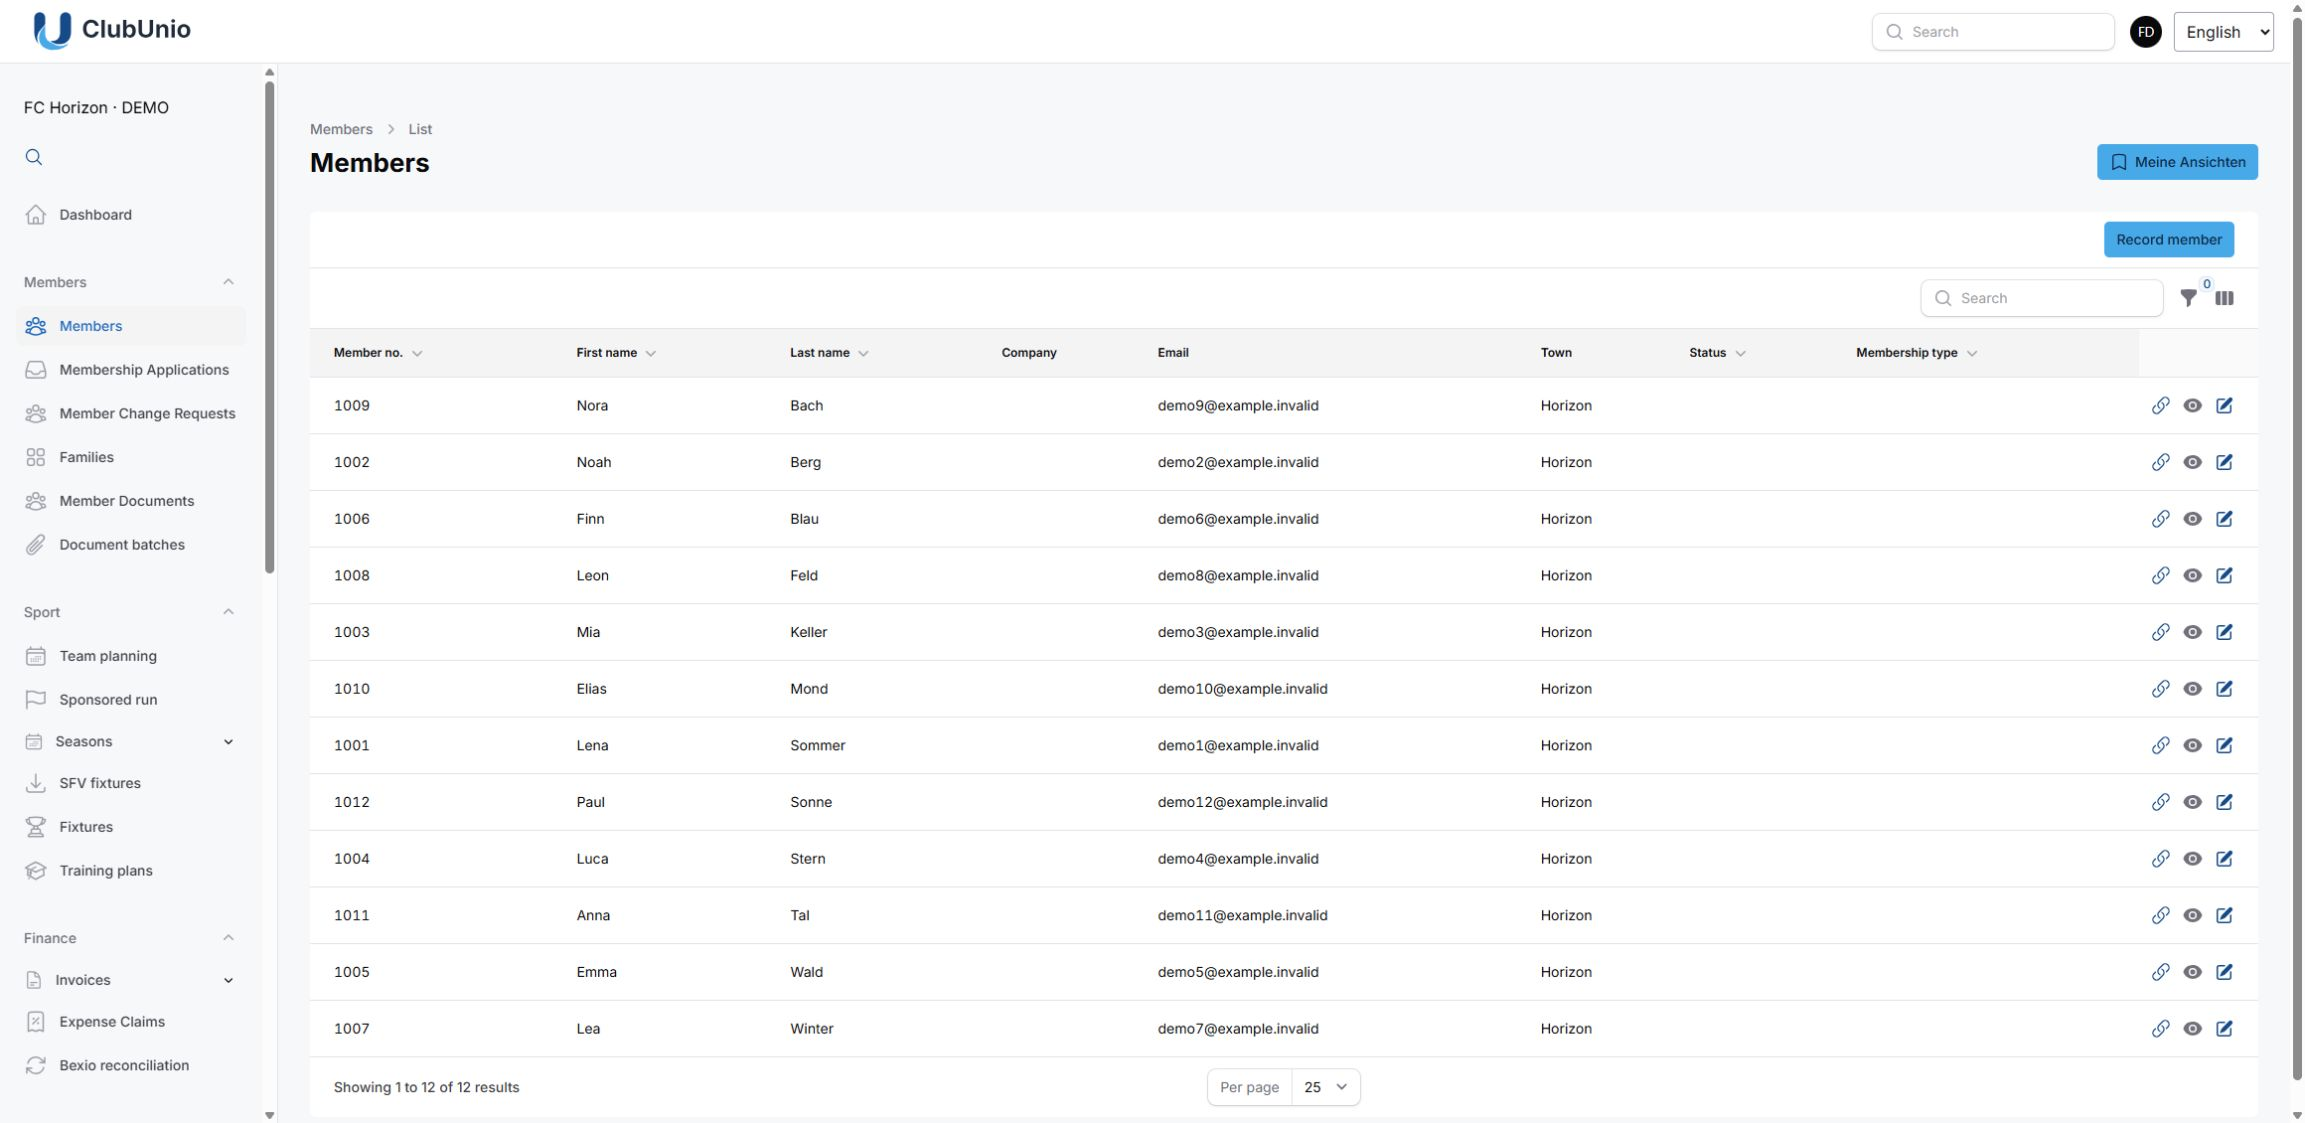 ClubUnio
Search
FD
English
FC Horizon · DEMO
Dashboard
Members
Members
Membership Applications
Member Change Requests
Families
Member Documents
Document batches
Sport
Team planning
Sponsored run
Seasons
SFV fixtures
Fixtures
Training plans
Finance
Invoices
Expense Claims
Bexio reconciliation
Members > List
Members
Meine Ansichten
Record member
Search
0
Member no. First name Last name Company Email Town Status Membership type
1009 Nora Bach demo9@example.invalid Horizon
1002 Noah Berg demo2@example.invalid Horizon
1006 Finn Blau demo6@example.invalid Horizon
1008 Leon Feld demo8@example.invalid Horizon
1003 Mia Keller demo3@example.invalid Horizon
1010 Elias Mond demo10@example.invalid Horizon
1001 Lena Sommer demo1@example.invalid Horizon
1012 Paul Sonne demo12@example.invalid Horizon
1004 Luca Stern demo4@example.invalid Horizon
1011 Anna Tal demo11@example.invalid Horizon
1005 Emma Wald demo5@example.invalid Horizon
1007 Lea Winter demo7@example.invalid Horizon
Showing 1 to 12 of 12 results
Per page 25